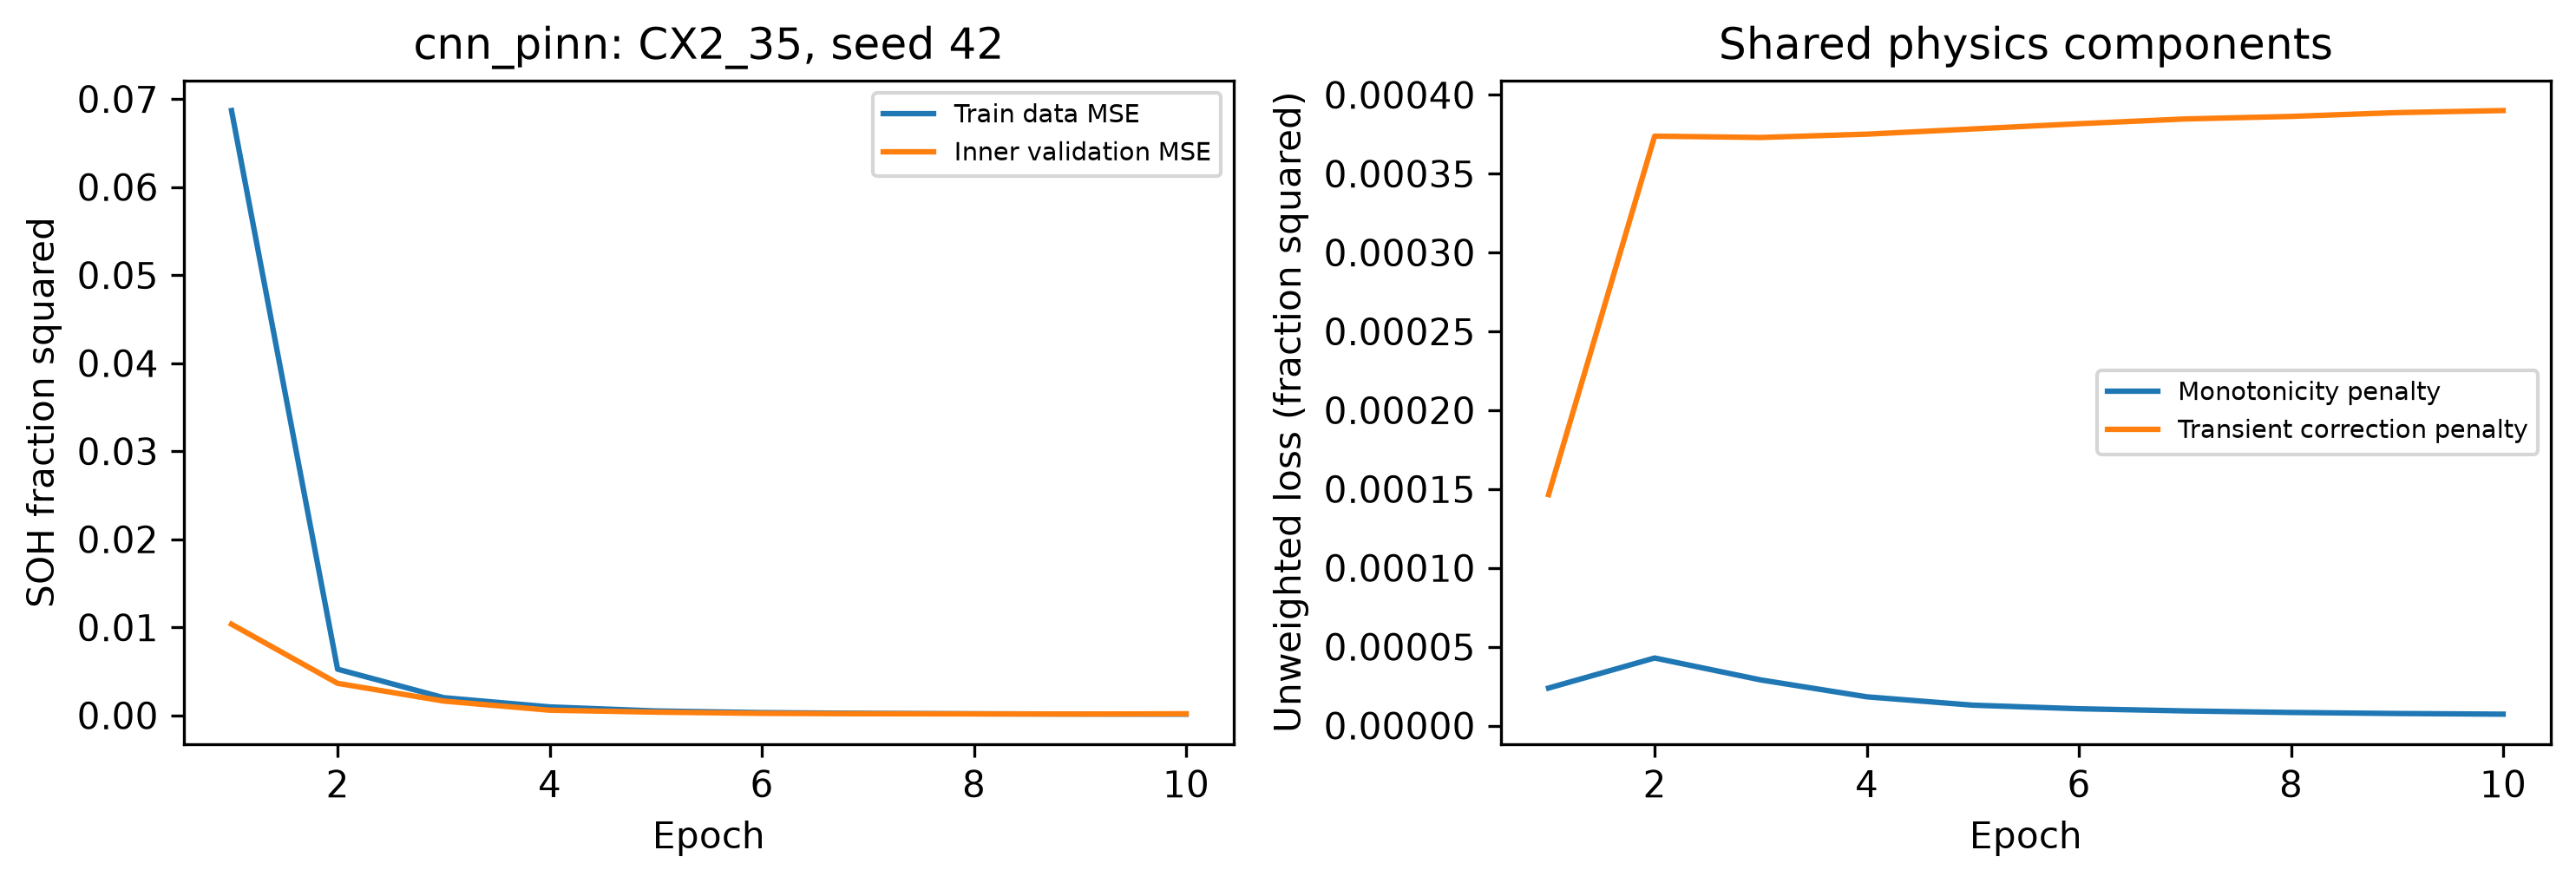 cnn_pinn: CX2_35, seed 42
SOH fraction squared
0.07
0.06
0.05
0.04
0.03
0.02
0.01
0.00
Train data MSE
Inner validation MSE
2 4 6 8 10
Epoch
Shared physics components
Unweighted loss (fraction squared)
0.00040
0.00035
0.00030
0.00025
0.00020
0.00015
0.00010
0.00005
0.00000
Monotonicity penalty
Transient correction penalty
2 4 6 8 10
Epoch